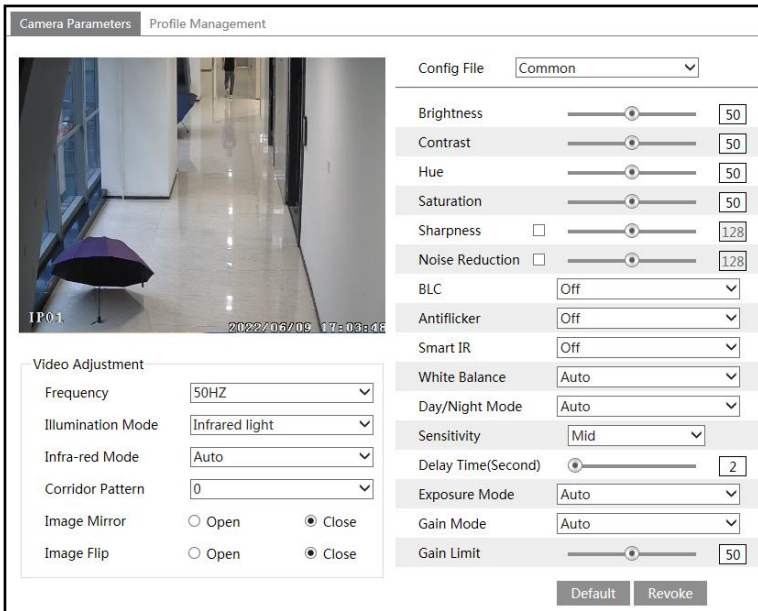 Camera Parameters Profile Management
Config File Common
Brightness 50
Contrast 50
Hue 50
Saturation 50
Sharpness 128
Noise Reduction 128
BLC Off
Antiflicker Off
Smart IR Off
White Balance Auto
Day/Night Mode Auto
Sensitivity Mid
Delay Time(Second) 2
Exposure Mode Auto
Gain Mode Auto
Gain Limit 50
Default Revoke
IP01
2022/06/09 17:03:48
Video Adjustment
Frequency 50HZ
Illumination Mode Infrared light
Infra-red Mode Auto
Corridor Pattern 0
Image Mirror Open Close
Image Flip Open Close